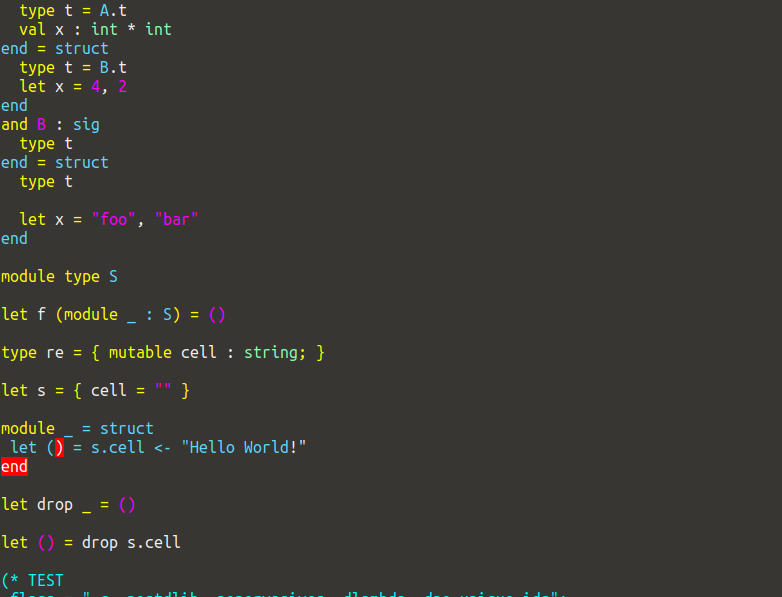 type t = A.t
val x : int * int
end = struct
type t = B.t
let x = 4, 2
end
and B : sig
type t
end = struct
type t
let x = "foo", "bar"
end
module type S
let f (module _ : S) = ()
type re = { mutable cell : string; }
let s = { cell = "" }
module _ = struct
let () = s.cell <- "Hello World!"
end
let drop _ = ()
let () = drop s.cell
(* TEST